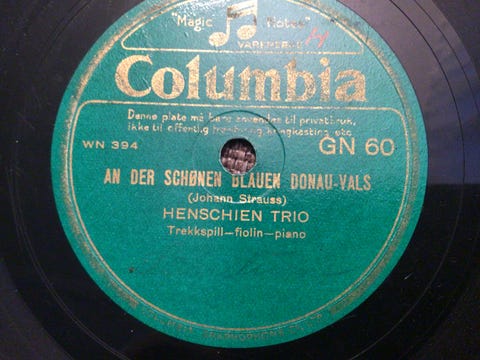 "Magic Notes"
VAREMERKE
Columbia
Denne plate må bare anvendes til privatbruk,
ikke til offentlig kringkasting etc
WN 394
GN 60
AN DER SCHØNEN BLAUEN DONAU-VALS
(Johann Strauss)
HENSCHIEN TRIO
Trekkspill—fiolin—piano